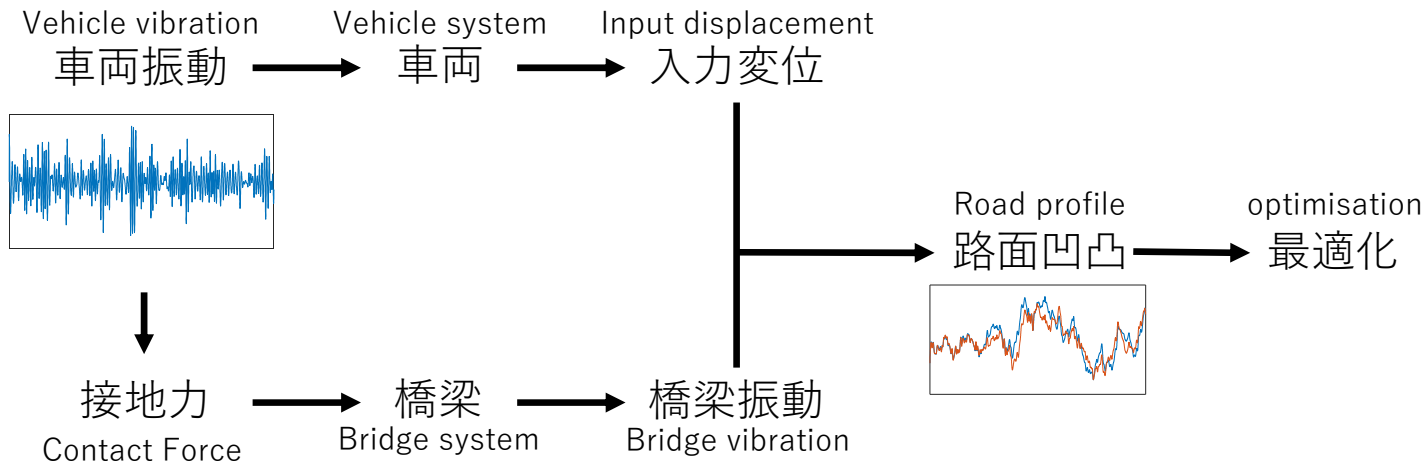 Vehicle vibration
車両振動
Vehicle system
車両
Input displacement
入力変位
Road profile
路面凹凸
optimisation
最適化
接地力
Contact Force
橋梁
Bridge system
橋梁振動
Bridge vibration